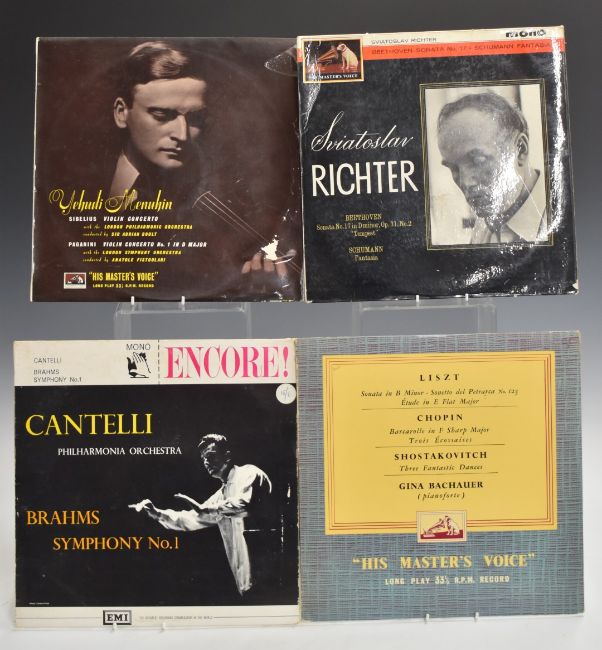 Yehudi Menuhin
SIBELIUS VIOLIN CONCERTO
with the LONDON PHILHARMONIC ORCHESTRA
conducted by SIR ADRIAN BOULT
PAGANINI VIOLIN CONCERTO No. 1 IN D MAJOR
with the LONDON SYMPHONY ORCHESTRA
conducted by ANATOLE FISTOULARI
"HIS MASTER'S VOICE"
LONG PLAY 33⅓ R.P.M. RECORD
MONO
SVIATOSLAV RICHTER
BEETHOVEN-SONATA No. 17 · SCHUMANN FANTASIA
HIS MASTER'S VOICE
Sviatoslav
RICHTER
BEETHOVEN
Sonata No. 17 in D minor, Op. 31, No. 2
"Tempest"
SCHUMANN
Fantasia
CANTELLI
BRAHMS
SYMPHONY No. 1
MONO
ENCORE!
CANTELLI
PHILHARMONIA ORCHESTRA
BRAHMS
SYMPHONY No. 1
EMI
LISZT
Sonata in B Minor - Sonetto del Petrarca No. 123
Étude in E Flat Major
CHOPIN
Barcarolle in F Sharp Major
Trois Écossaises
SHOSTAKOVITCH
Three Fantastic Dances
GINA BACHAUER
(pianoforte)
"HIS MASTER'S VOICE"
LONG PLAY 33⅓ R.P.M. RECORD